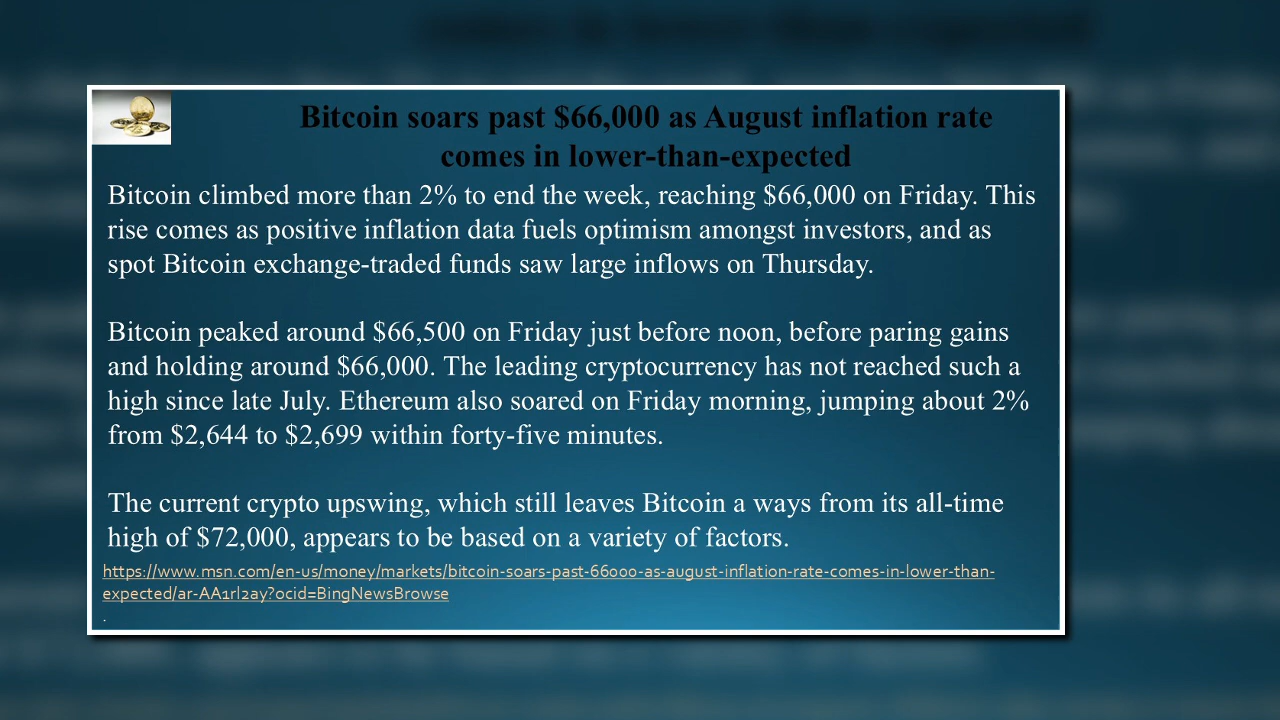 Bitcoin soars past $66,000 as August inflation rate
comes in lower-than-expected
Bitcoin climbed more than 2% to end the week, reaching $66,000 on Friday. This
rise comes as positive inflation data fuels optimism amongst investors, and as
spot Bitcoin exchange-traded funds saw large inflows on Thursday.
Bitcoin peaked around $66,500 on Friday just before noon, before paring gains
and holding around $66,000. The leading cryptocurrency has not reached such a
high since late July. Ethereum also soared on Friday morning, jumping about 2%
from $2,644 to $2,699 within forty-five minutes.
The current crypto upswing, which still leaves Bitcoin a ways from its all-time
high of $72,000, appears to be based on a variety of factors.
https://www.msn.com/en-us/money/markets/bitcoin-soars-past-66000-as-august-inflation-rate-comes-in-lower-than-
expected/ar-AA1rl2ay?ocid=BingNewsBrowse
.